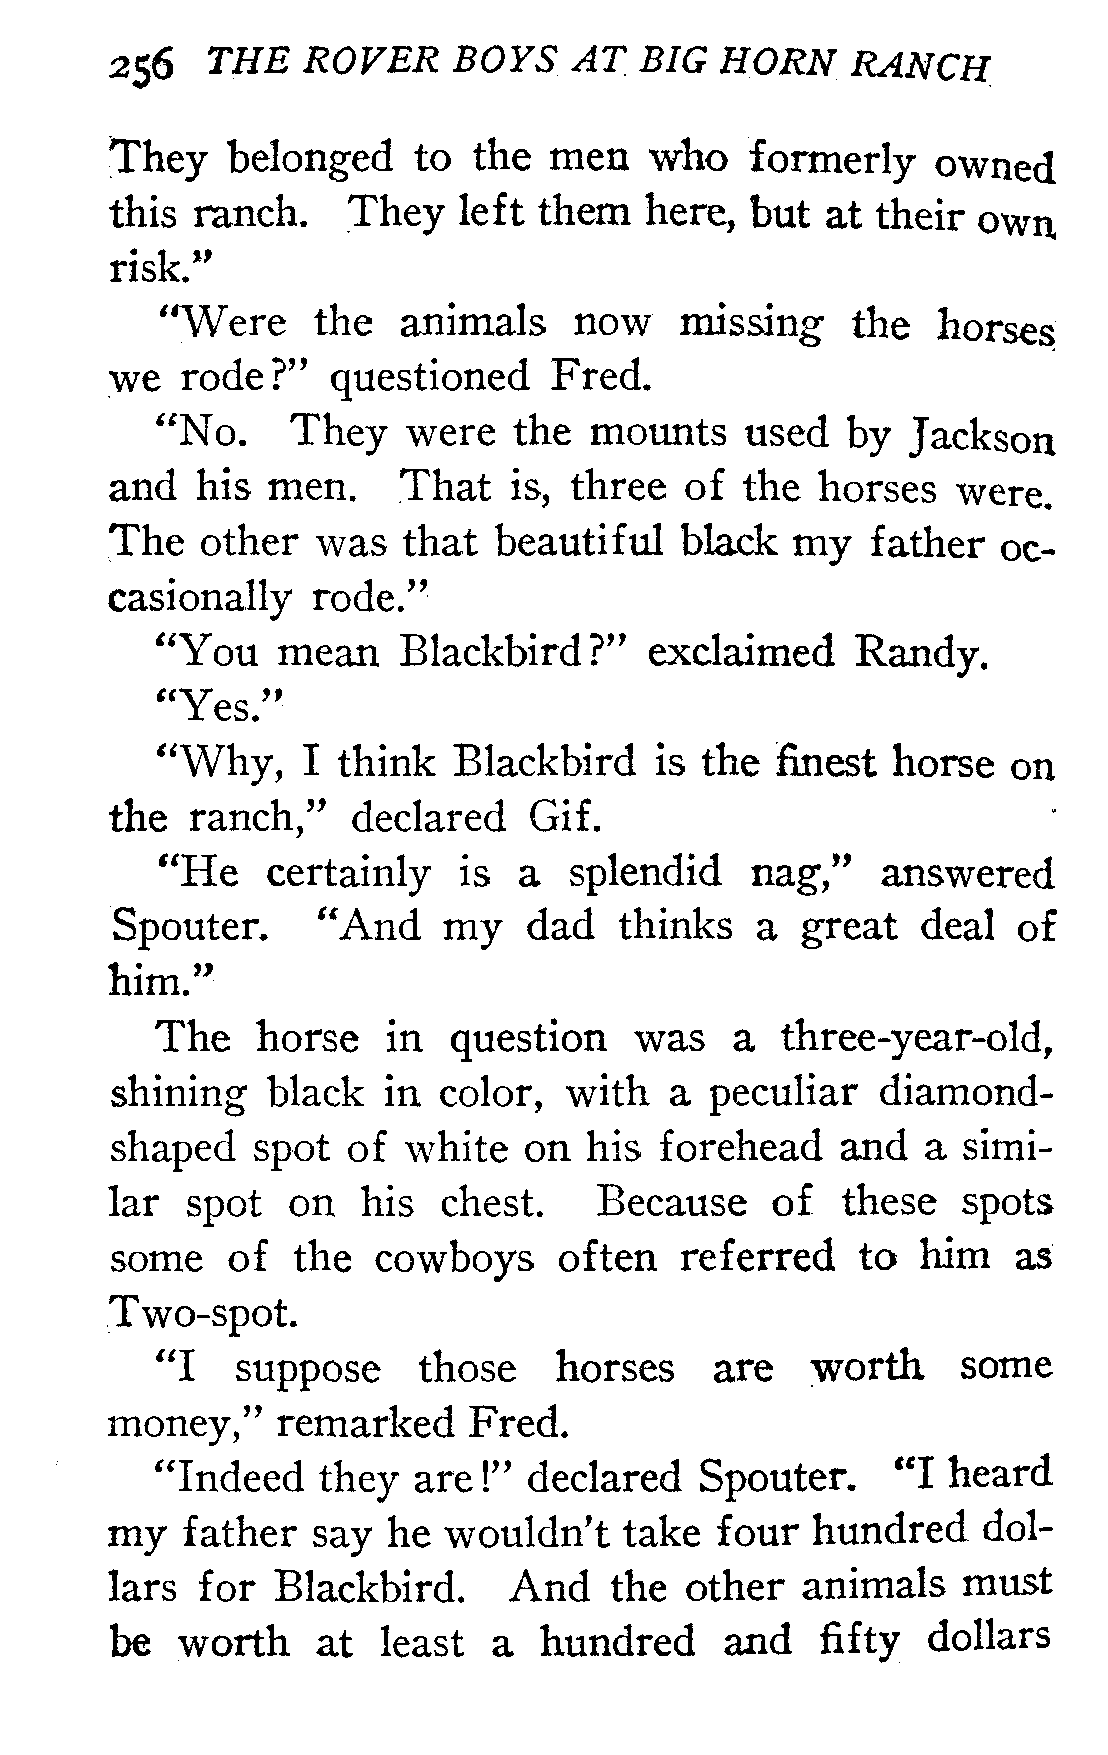 256 THE ROVER BOYS AT BIG HORN RANCH
They belonged to the men who formerly owned
this ranch. They left them here, but at their own
risk.”
“Were the animals now missing the horses
we rode?” questioned Fred.
“No. They were the mounts used by Jackson
and his men. That is, three of the horses were.
The other was that beautiful black my father oc-
casionally rode.”
“You mean Blackbird?” exclaimed Randy.
“Yes.”
“Why, I think Blackbird is the finest horse on
the ranch,” declared Gif.
“He certainly is a splendid nag,” answered
Spouter. “And my dad thinks a great deal of
him.”
The horse in question was a three-year-old,
shining black in color, with a peculiar diamond-
shaped spot of white on his forehead and a simi-
lar spot on his chest. Because of these spots
some of the cowboys often referred to him as
Two-spot.
“I suppose those horses are worth some
money,” remarked Fred.
“Indeed they are!” declared Spouter. “I heard
my father say he wouldn’t take four hundred dol-
lars for Blackbird. And the other animals must
be worth at least a hundred and fifty dollars